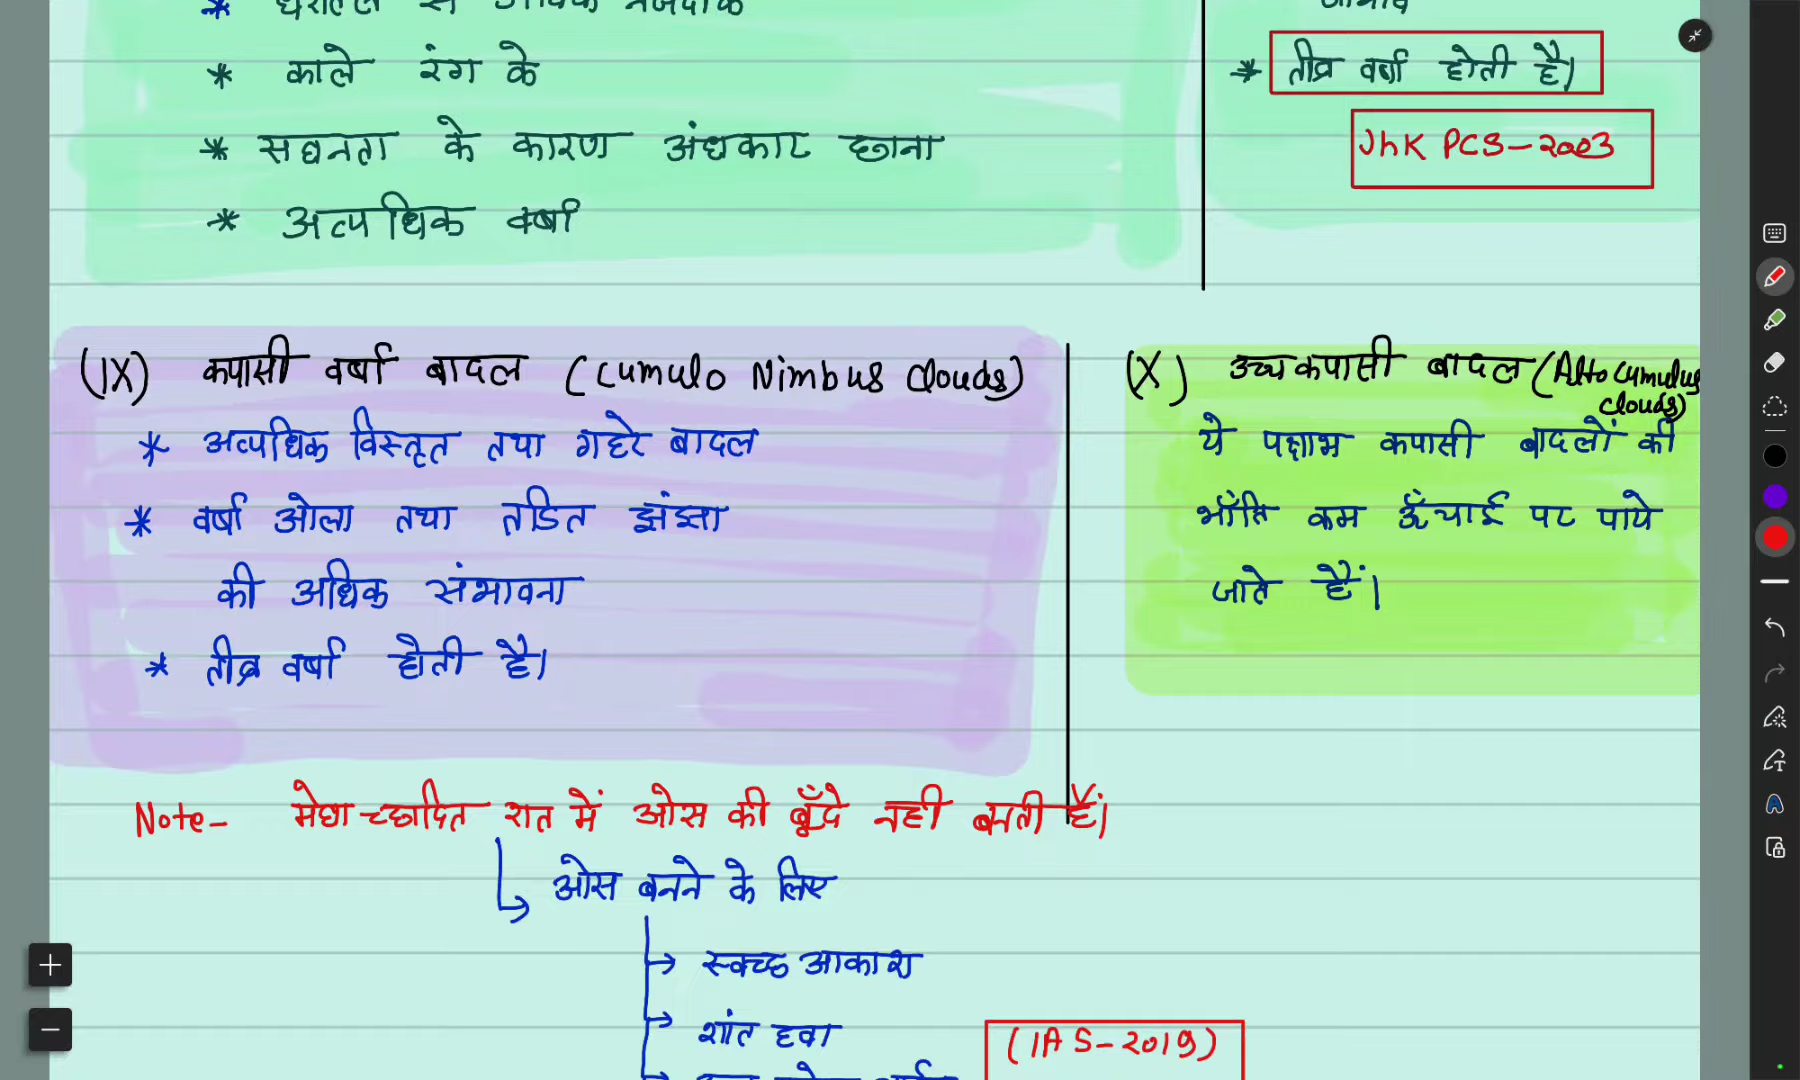 * काले रंग के
* सघनता के कारण अंधकार छाना
* अत्यधिक वर्षा
* तीव्र वर्षा होती है।
JhK PCS-2003
(IX) कपासी वर्षा बादल (Cumulo Nimbus Clouds)
* अत्यधिक विस्तृत तथा गहरे बादल
* वर्षा ओला तथा तडित झंझा
की अधिक संभावना
* तीव्र वर्षा होती है।
(X) उच्च कपासी बादल (Alto Cumulus
Clouds)
ये पक्षाभ कपासी बादलों की
भाँति कम ऊँचाई पर पाये
जाते हैं।
Note- मेघाच्छादित रात में ओस की बूँदे नही बनती हैं।
ओस बनने के लिए
→ स्वच्छ आकाश
→ शांत हवा
(IAS-2019)